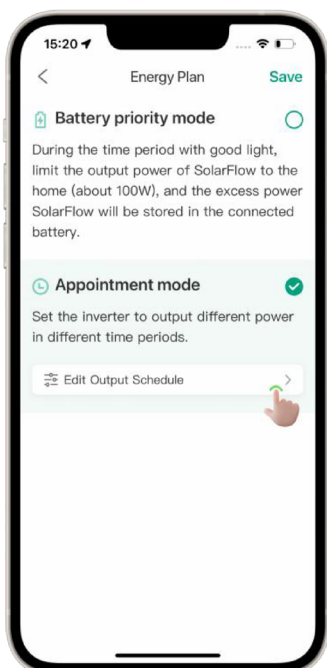 15:20
Energy Plan
Save
Battery priority mode
During the time period with good light,
limit the output power of SolarFlow to the
home (about 100W), and the excess power
SolarFlow will be stored in the connected
battery.
Appointment mode
Set the inverter to output different power
in different time periods.
Edit Output Schedule